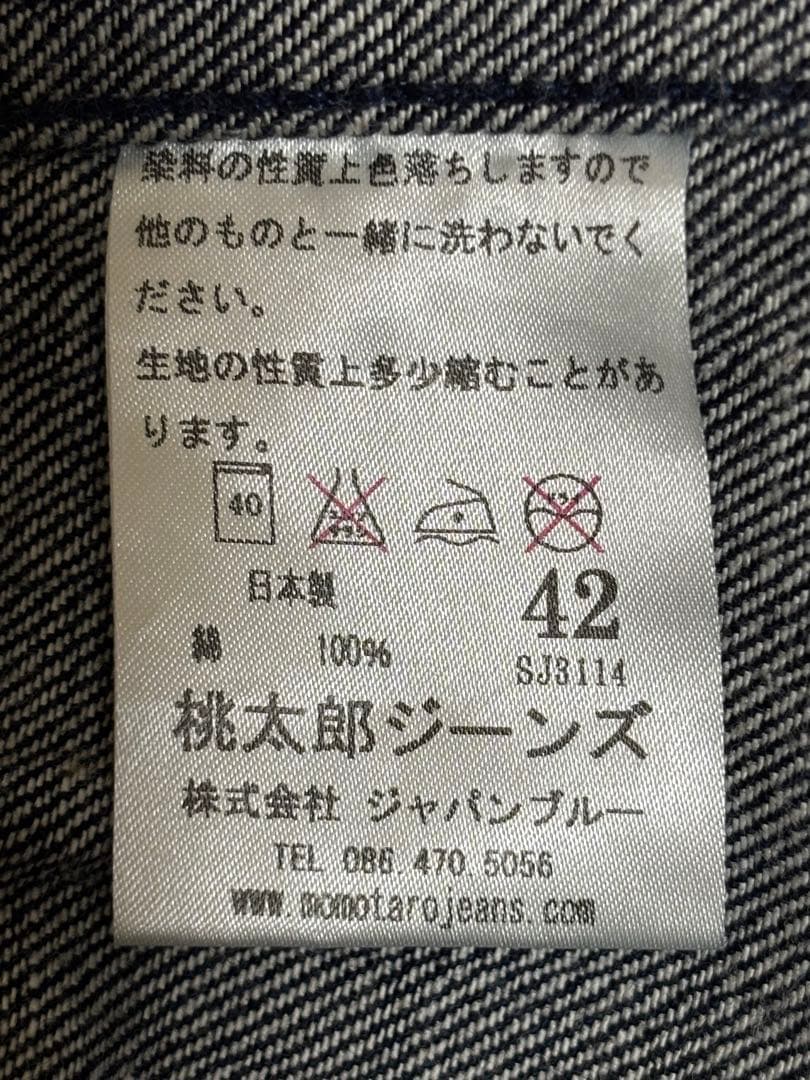 染料の性質上色落ちしますので
他のものと一緒に洗わないでく
ださい。
生地の性質上多少縮むことがあ
ります。
40
日本製
42
綿 100%
SJ3114
桃太郎ジーンズ
株式会社 ジャパンブルー
TEL 086.470.5056
www.momotarojeans.com